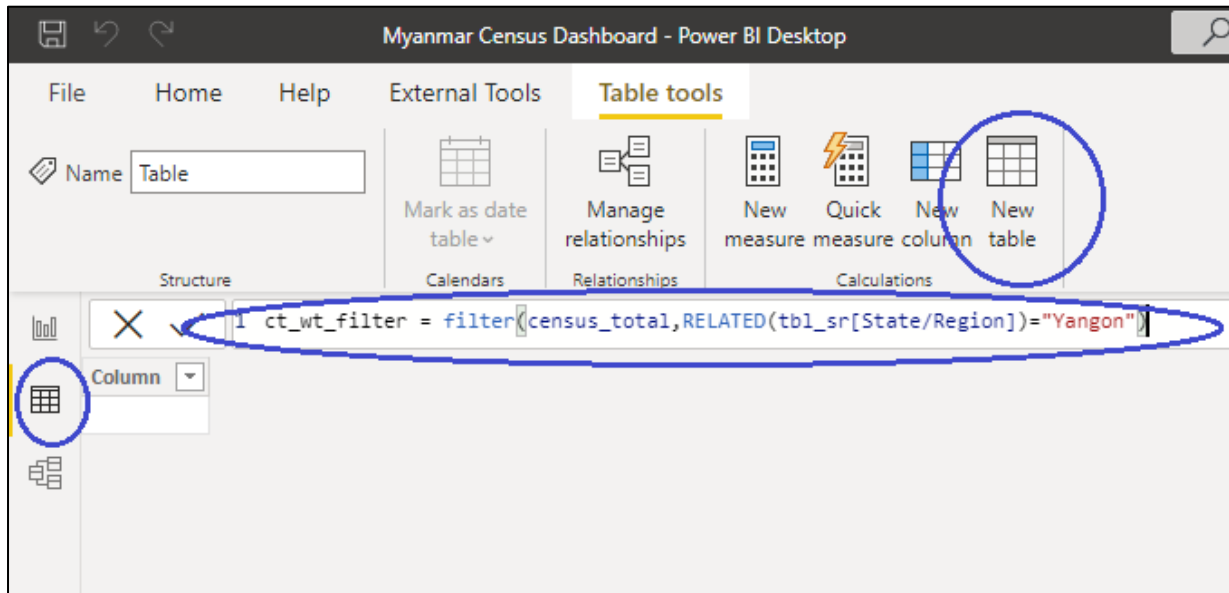 Myanmar Census Dashboard - Power BI Desktop
File Home Help External Tools Table tools
Name Table
Mark as date table
Manage relationships
New measure
Quick measure
New column
New table
Structure Calendars Relationships Calculations
1 ct_wt_filter = filter(census_total,RELATED(tbl_sr[State/Region])="Yangon")
Column